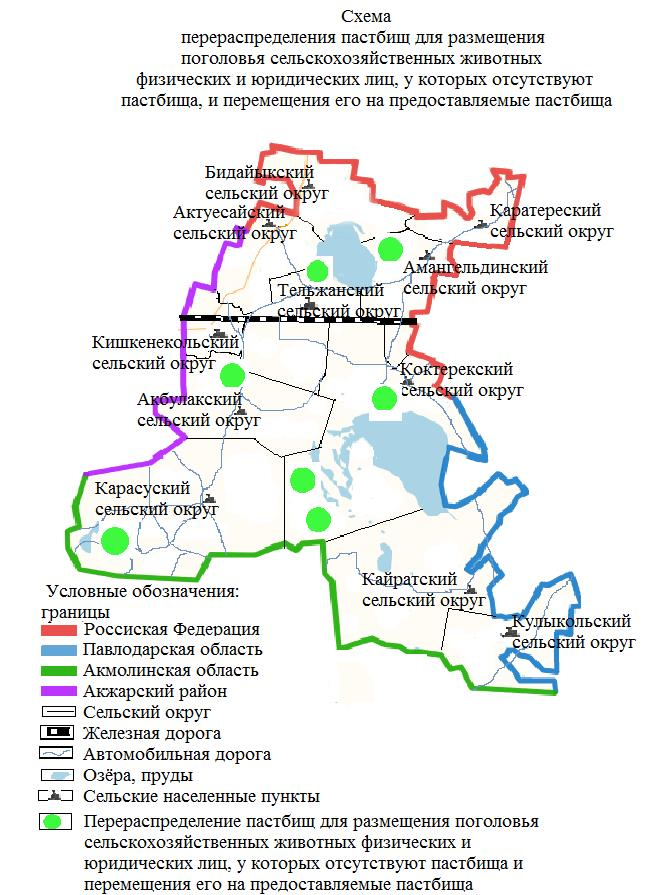 Схема
перераспределения пастбищ для размещения
поголовья сельскохозяйственных животных
физических и юридических лиц, у которых отсутствуют
пастбища, и перемещения его на предоставляемые пастбища
Бидайыкский
сельский округ
Актуесайский
сельский округ
Каратереский
сельский округ
Амангельдинский
сельский округ
Тельжанский
сельский округ
Кишкенекольский
сельский округ
Коктерекский
сельский округ
Акбулакский
сельский округ
Карасуский
сельский округ
Кайратский
сельский округ
Кулыкольский
сельский округ
Условные обозначения:
границы
Россиская Федерация
Павлодарская область
Акмолинская область
Акжарский район
Сельский округ
Железная дорога
Автомобильная дорога
Озёра, пруды
Сельские населенные пункты
Перераспределение пастбищ для размещения поголовья
сельскохозяйственных животных физических и
юридических лиц, у которых отсутствуют пастбища и
перемещения его на предоставляемые пастбища